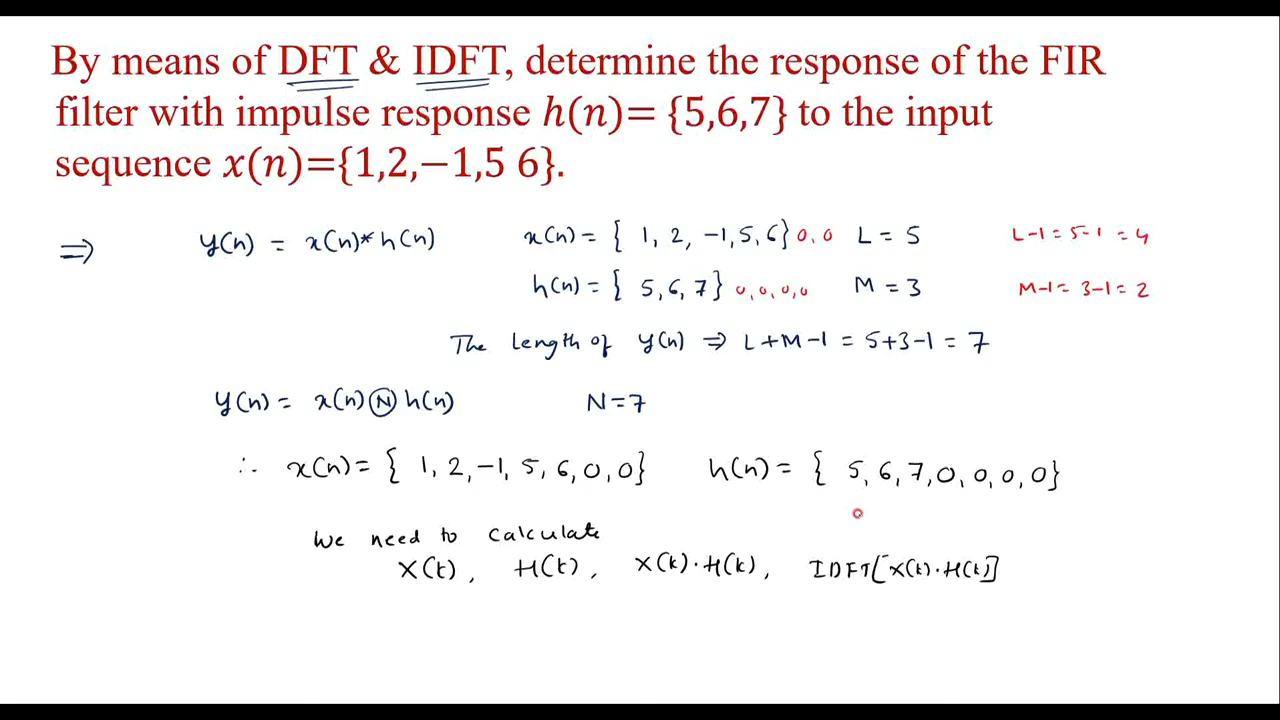 By means of DFT & IDFT, determine the response of the FIR
filter with impulse response h(n)= {5,6,7} to the input
sequence x(n)={1,2,−1,5 6}.
⇒ y(n) = x(n)*h(n) x(n) = { 1, 2, -1, 5, 6} 0, 0 L = 5 L-1 = 5-1 = 4
h(n) = { 5, 6, 7} 0, 0, 0, 0 M = 3 M-1 = 3-1 = 2
The length of y(n) ⇒ L+M-1 = 5+3-1 = 7
y(n) = x(n) Ⓝ h(n) N=7
∴ x(n) = { 1, 2, -1, 5, 6, 0, 0} h(n) = { 5, 6, 7, 0, 0, 0, 0}
We need to calculate
X(k), H(k), X(k)·H(k), IDFT[X(k)·H(k)]